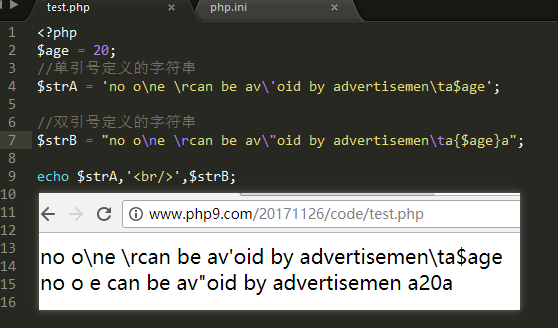 test.php × php.ini ×
1 <?php
2 $age = 20;
3 //单引号定义的字符串
4 $strA = 'no o\ne \rcan be av\'oid by advertisemen\ta$age';
5
6 //双引号定义的字符串
7 $strB = "no o\ne \rcan be av\"oid by advertisemen\ta{$age}a";
8
9 echo $strA,'<br/>',$strB;
10
11 www.php9.com/20171126/code/test.php
12
13 no o\ne \rcan be av'oid by advertisemen\ta$age
14 no o e can be av"oid by advertisemen a20a
15
16